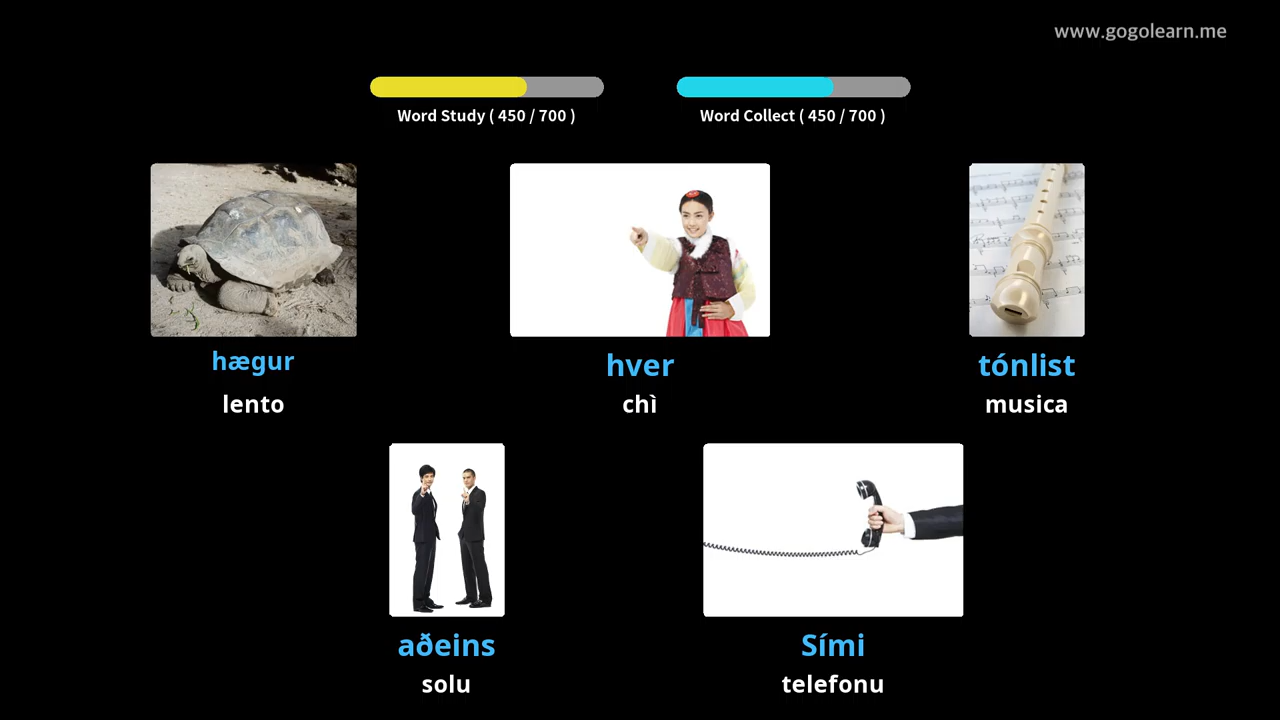 www.gogolearn.me
Word Study ( 450 / 700 )
Word Collect ( 450 / 700 )
hægur
lento
hver
chì
tónlist
musica
aðeins
solu
Sími
telefonu